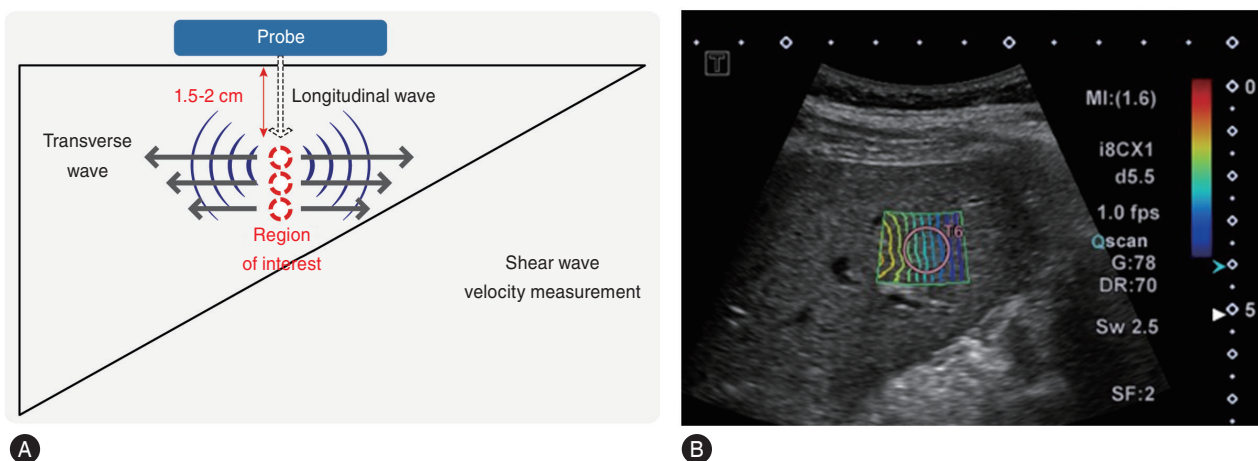 Probe
1.5-2 cm
Longitudinal wave
Transverse
wave
Region
of interest
Shear wave
velocity measurement
A
T
MI:(1.6)
i8CX1
d5.5
1.0 fps
Qscan
G:78
DR:70
Sw 2.5
SF:2
T6
0
5
B